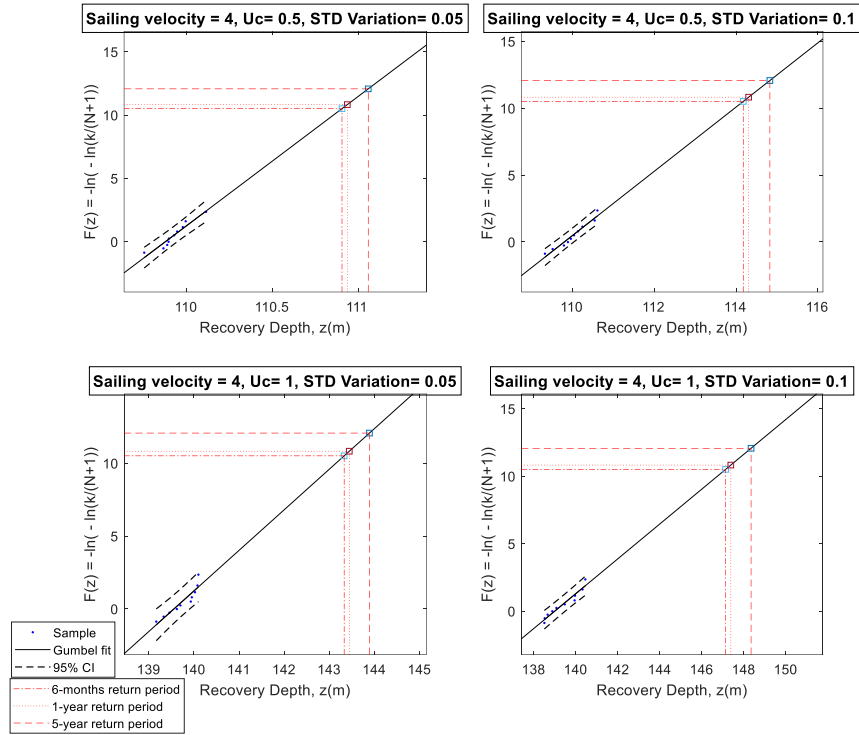 Sailing velocity = 4, Uc= 0.5, STD Variation= 0.05
15
10
5
0
F(z) = -ln( - ln(k/(N+1))
110
110.5
111
Recovery Depth, z(m)
Sailing velocity = 4, Uc= 0.5, STD Variation= 0.1
15
10
5
0
F(z) = -ln( - ln(k/(N+1))
110
112
114
116
Recovery Depth, z(m)
Sailing velocity = 4, Uc= 1, STD Variation= 0.05
10
5
0
F(z) = -ln( - ln(k/(N+1))
139
140
141
142
143
144
145
Recovery Depth, z(m)
Sailing velocity = 4, Uc= 1, STD Variation= 0.1
15
10
5
0
F(z) = -ln( - ln(k/(N+1))
138
140
142
144
146
148
150
Recovery Depth, z(m)
Sample
Gumbel fit
95% CI
6-months return period
1-year return period
5-year return period